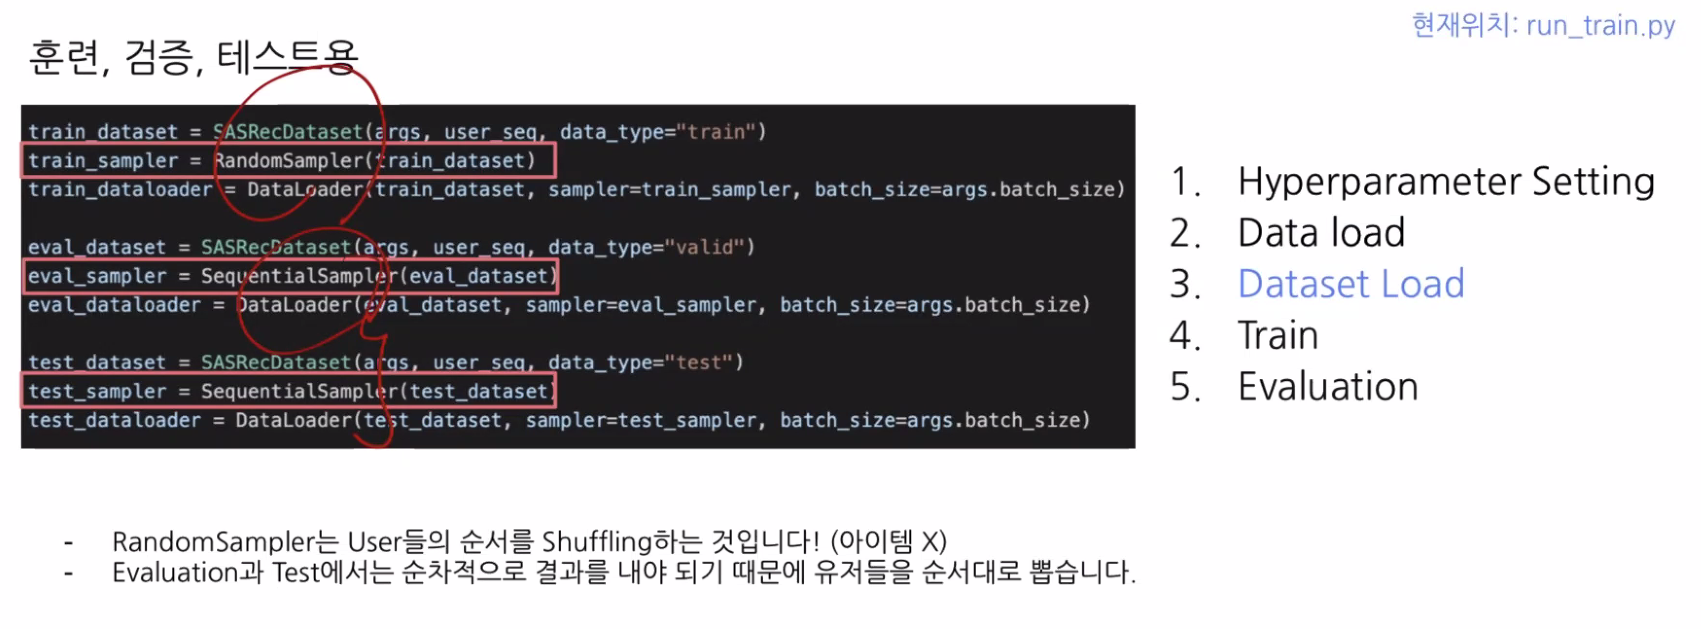 현재위치: run_train.py
훈련, 검증, 테스트용
train_dataset = SASRecDataset(args, user_seq, data_type="train")
train_sampler = RandomSampler(train_dataset)
train_dataloader = DataLoader(train_dataset, sampler=train_sampler, batch_size=args.batch_size)
eval_dataset = SASRecDataset(args, user_seq, data_type="valid")
eval_sampler = SequentialSampler(eval_dataset)
eval_dataloader = DataLoader(eval_dataset, sampler=eval_sampler, batch_size=args.batch_size)
test_dataset = SASRecDataset(args, user_seq, data_type="test")
test_sampler = SequentialSampler(test_dataset)
test_dataloader = DataLoader(test_dataset, sampler=test_sampler, batch_size=args.batch_size)
1. Hyperparameter Setting
2. Data load
3. Dataset Load
4. Train
5. Evaluation
- RandomSampler는 User들의 순서를 Shuffling하는 것입니다! (아이템 X)
- Evaluation과 Test에서는 순차적으로 결과를 내야 되기 때문에 유저들을 순서대로 뽑습니다.